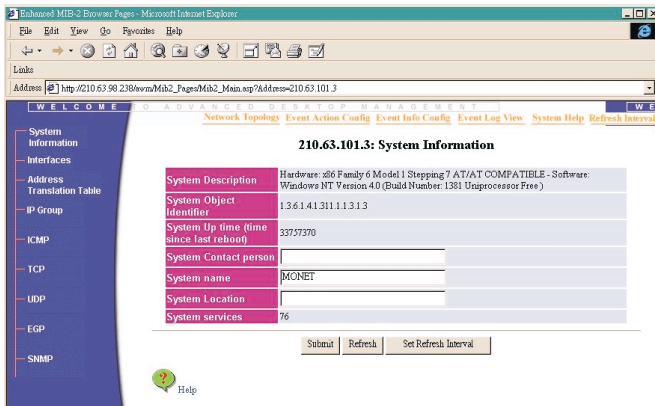 Enhanced MIB-2 Browser Pages - Microsoft Internet Explorer
File Edit View Go Favorites Help
Links
Address http://210.63.98.238/ovm/Mib2_Pages/Mib2_Main.asp?Address=210.63.101.3
WELCOME TO ADVANCED DESKTOP MANAGEMENT WE
Network Topology Event Action Config Event Info Config Event Log View System Help Refresh Interval
System
Information
Interfaces
Address
Translation Table
IP Group
ICMP
TCP
UDP
EGP
SNMP
210.63.101.3: System Information
System Description Hardware: x86 Family 6 Model 1 Stepping 7 AT/AT COMPATIBLE - Software:
Windows NT Version 4.0 (Build Number: 1381 Uniprocessor Free )
System Object
Identifier 1.3.6.1.4.1.311.1.1.3.1.3
System Up time (time
since last reboot) 33757370
System Contact person
System name MONET
System Location
System services 76
Submit Refresh Set Refresh Interval
Help